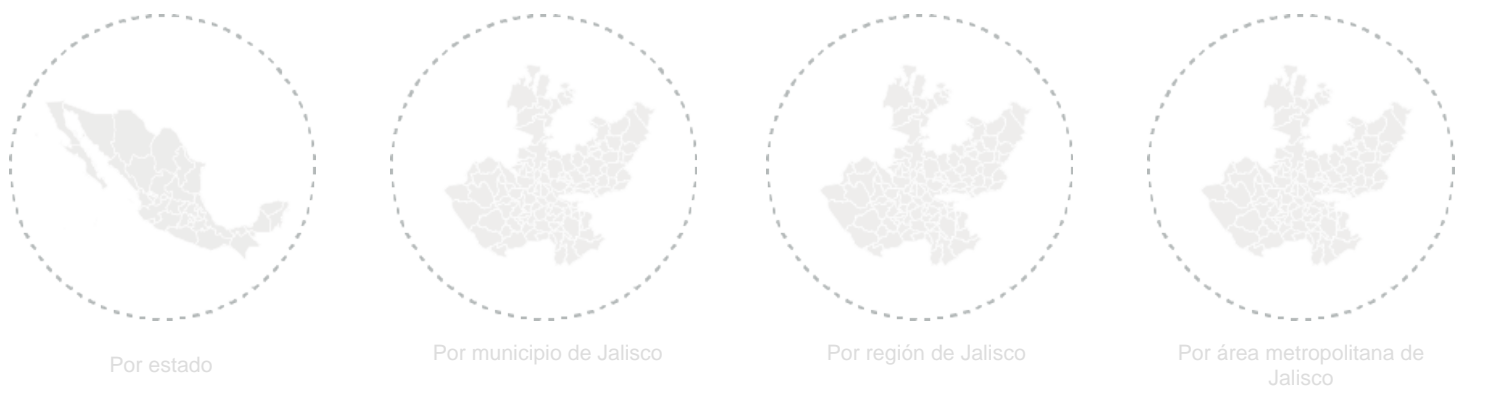 Por estado
Por municipio de Jalisco
Por región de Jalisco
Por área metropolitana de
Jalisco